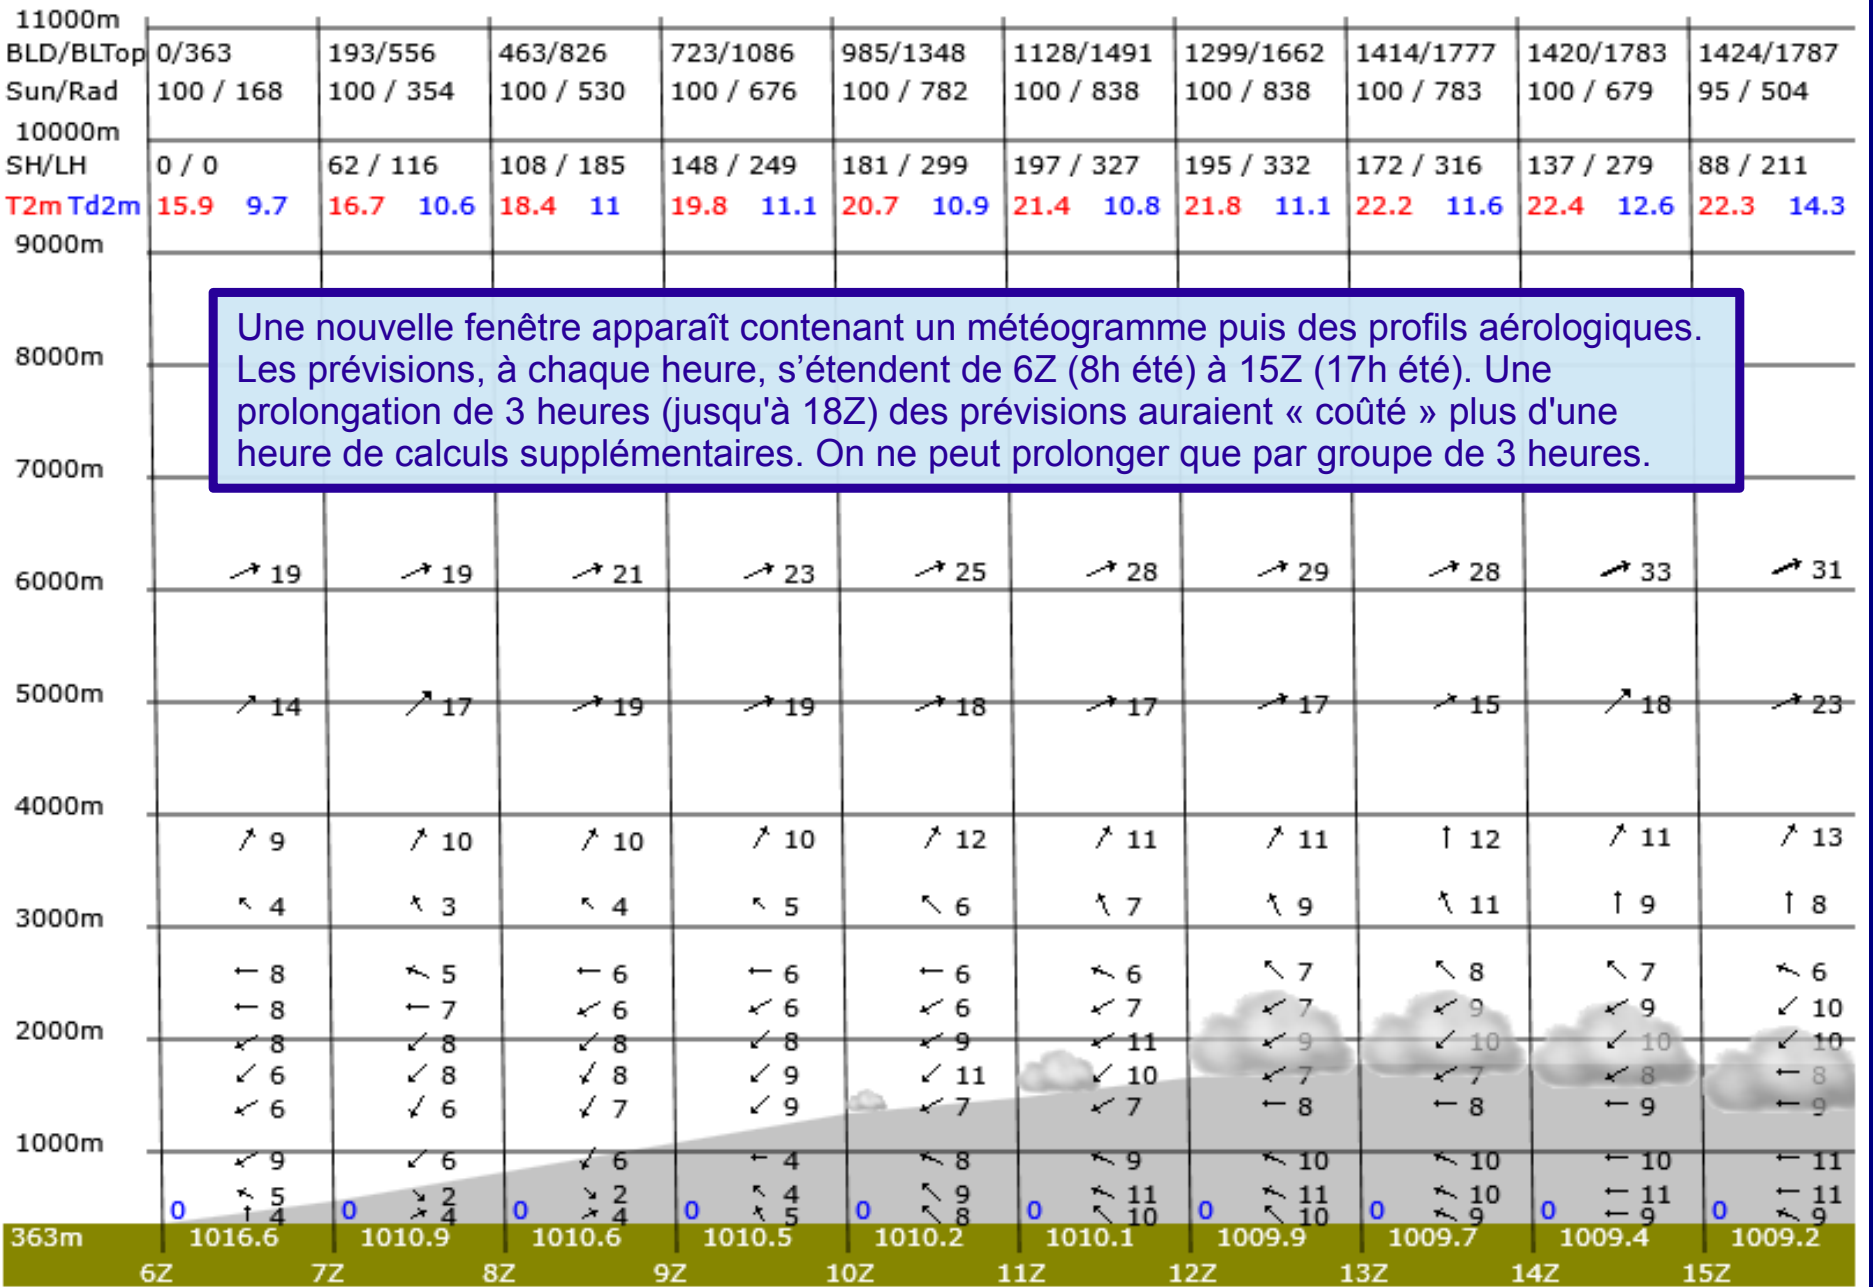 11000m
BLD/BLTop 0/363 193/556 463/826 723/1086 985/1348 1128/1491 1299/1662 1414/1777 1420/1783 1424/1787
Sun/Rad 100 / 168 100 / 354 100 / 530 100 / 676 100 / 782 100 / 838 100 / 838 100 / 783 100 / 679 95 / 504
10000m
SH/LH 0 / 0 62 / 116 108 / 185 148 / 249 181 / 299 197 / 327 195 / 332 172 / 316 137 / 279 88 / 211
T2m Td2m 15.9 9.7 16.7 10.6 18.4 11 19.8 11.1 20.7 10.9 21.4 10.8 21.8 11.1 22.2 11.6 22.4 12.6 22.3 14.3
9000m
Une nouvelle fenêtre apparaît contenant un météogramme puis des profils aérologiques.
8000m
Les prévisions, à chaque heure, s’étendent de 6Z (8h été) à 15Z (17h été). Une
prolongation de 3 heures (jusqu'à 18Z) des prévisions auraient « coûté » plus d'une
heure de calculs supplémentaires. On ne peut prolonger que par groupe de 3 heures.
7000m
6000m 19 19 21 23 25 28 29 28 33 31
5000m 14 17 19 19 18 17 17 15 18 23
4000m
9 10 10 10 12 11 11 12 11 13
3000m 4 3 4 5 6 7 9 11 9 8
8 5 6 6 6 6 7 8 7 6
8 7 6 6 6 7 7 9 9 10
2000m 8 8 8 8 9 11 9 10 10 10
6 8 8 9 11 10 7 7 8 8
6 6 7 9 7 7 8 8 9 9
1000m 9 6 6 4 8 9 10 10 10 11
5 2 2 4 9 11 11 10 11 11
0 4 0 4 0 4 0 5 0 8 0 10 0 10 0 9 0 9 0 9
363m 1016.6 1010.9 1010.6 1010.5 1010.2 1010.1 1009.9 1009.7 1009.4 1009.2
6Z 7Z 8Z 9Z 10Z 11Z 12Z 13Z 14Z 15Z